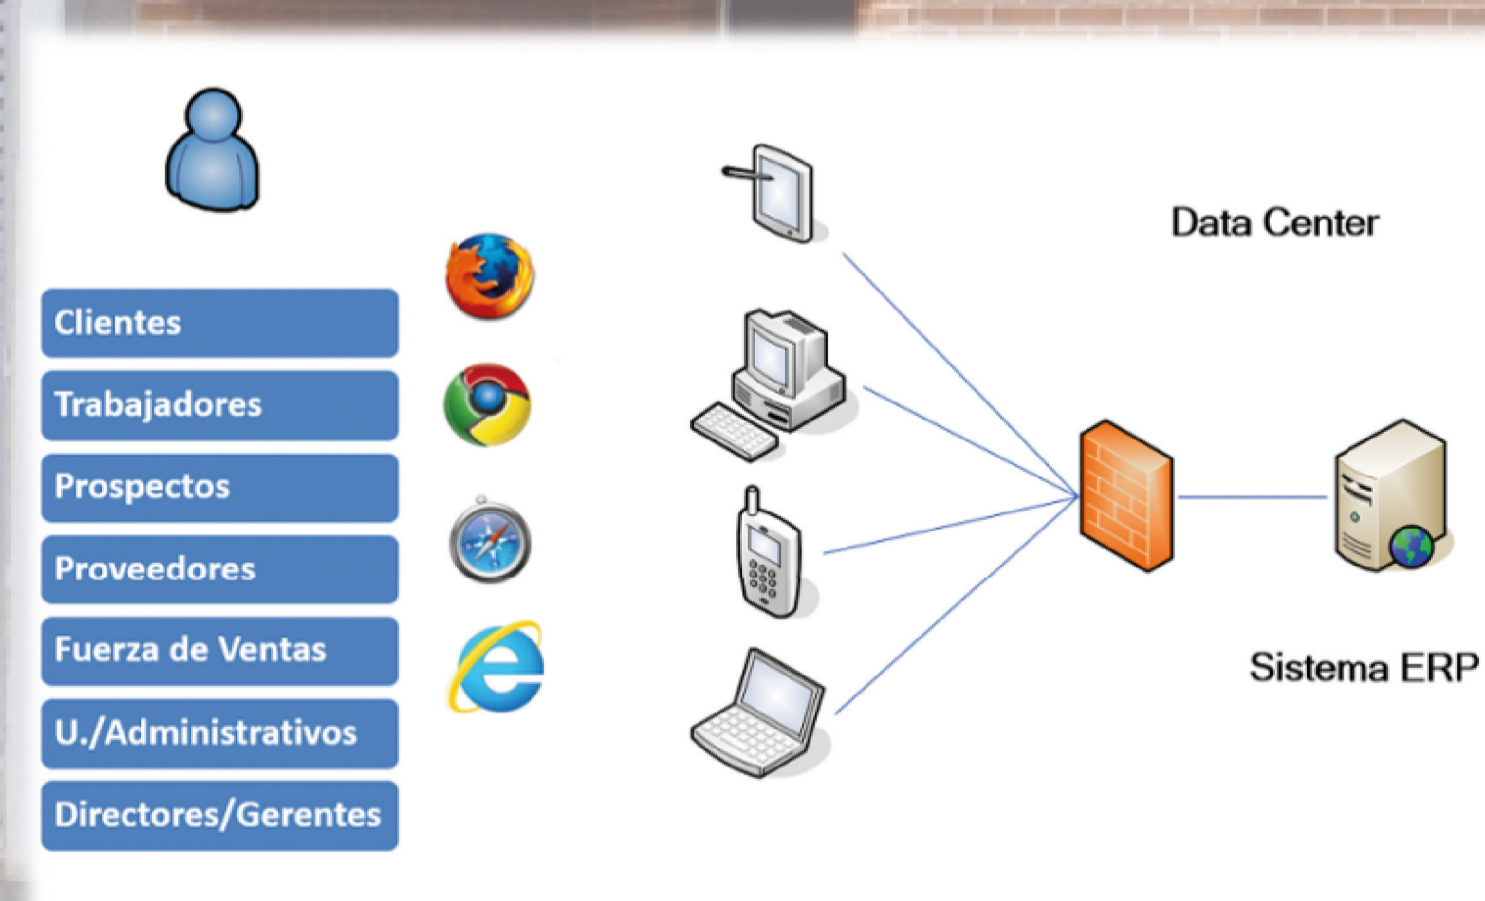 Data Center
Clientes
Trabajadores
Prospectos
Proveedores
Fuerza de Ventas
U./Administrativos
Directores/Gerentes
Sistema ERP